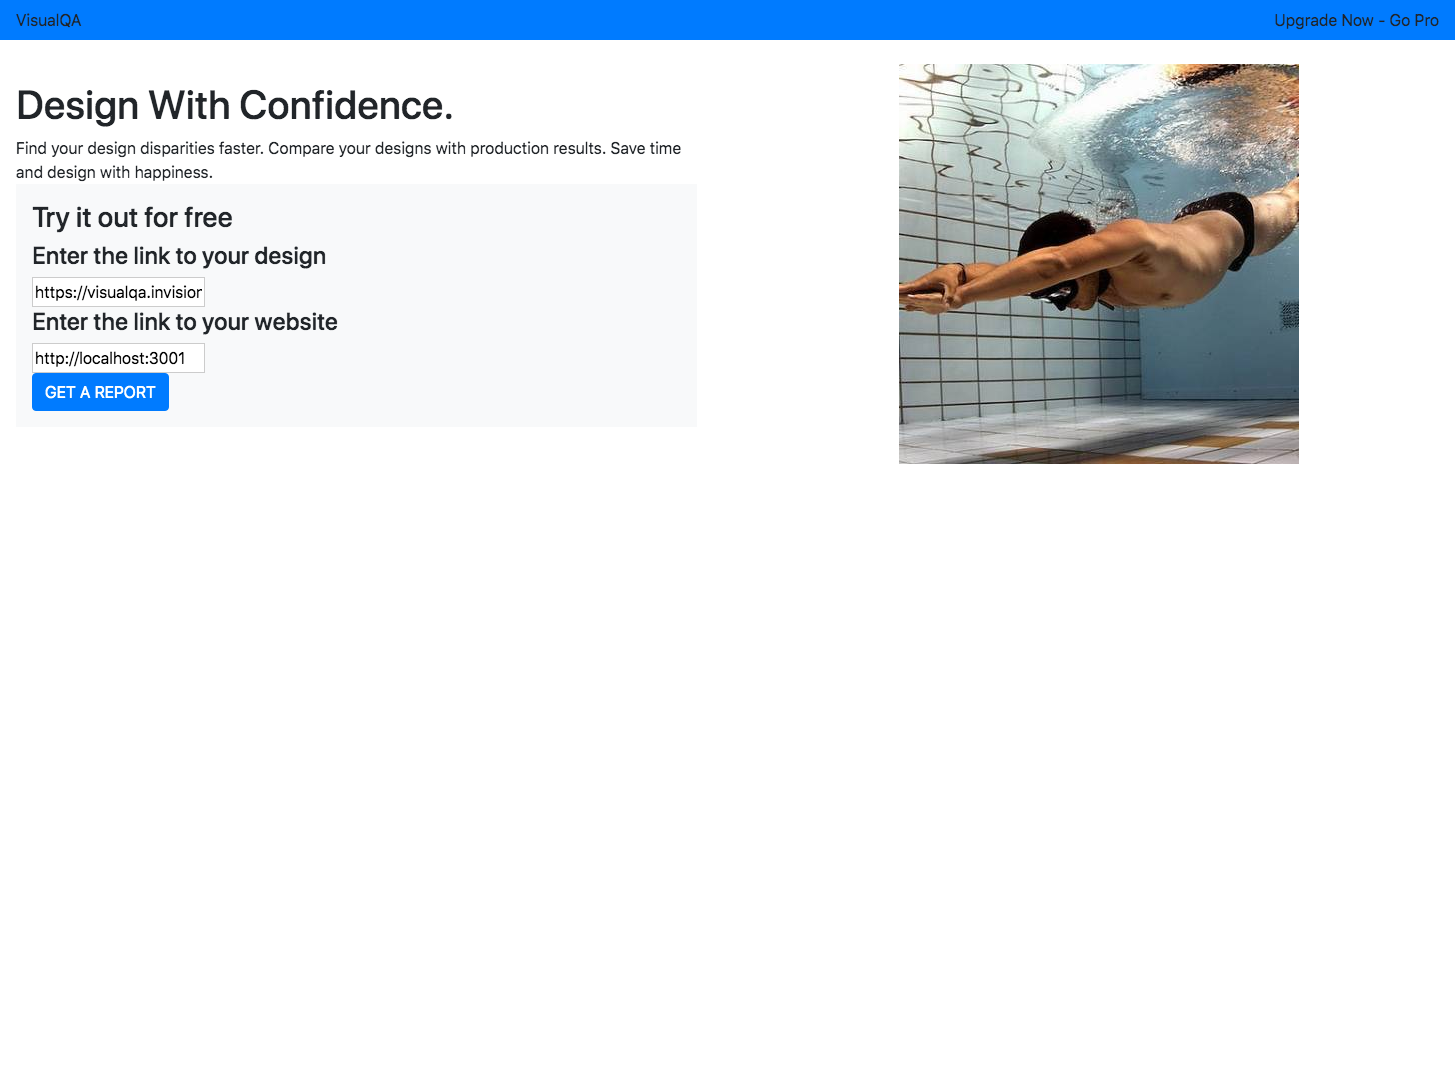 VisualQA
Upgrade Now - Go Pro
Design With Confidence.
Find your design disparities faster. Compare your designs with production results. Save time
and design with happiness.
Try it out for free
Enter the link to your design
https://visualqa.invision
Enter the link to your website
http://localhost:3001
GET A REPORT